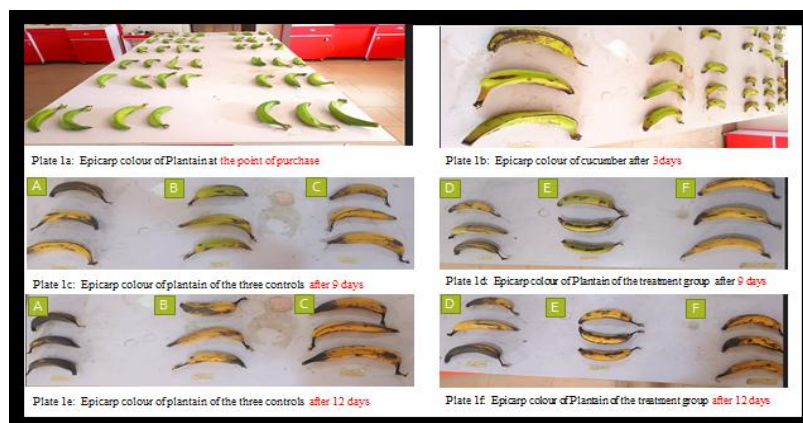 Plate 1a: Epicarp colour of Plantain at the point of purchase
Plate 1b: Epicarp colour of cucumber after 3days
A
B
C
D
E
F
Plate 1c: Epicarp colour of plantain of the three controls after 9 days
Plate 1d: Epicarp colour of Plantain of the treatment group after 9 days
A
B
C
D
E
F
Plate 1e: Epicarp colour of plantain of the three controls after 12 days
Plate 1f: Epicarp colour of Plantain of the treatment group after 12 days